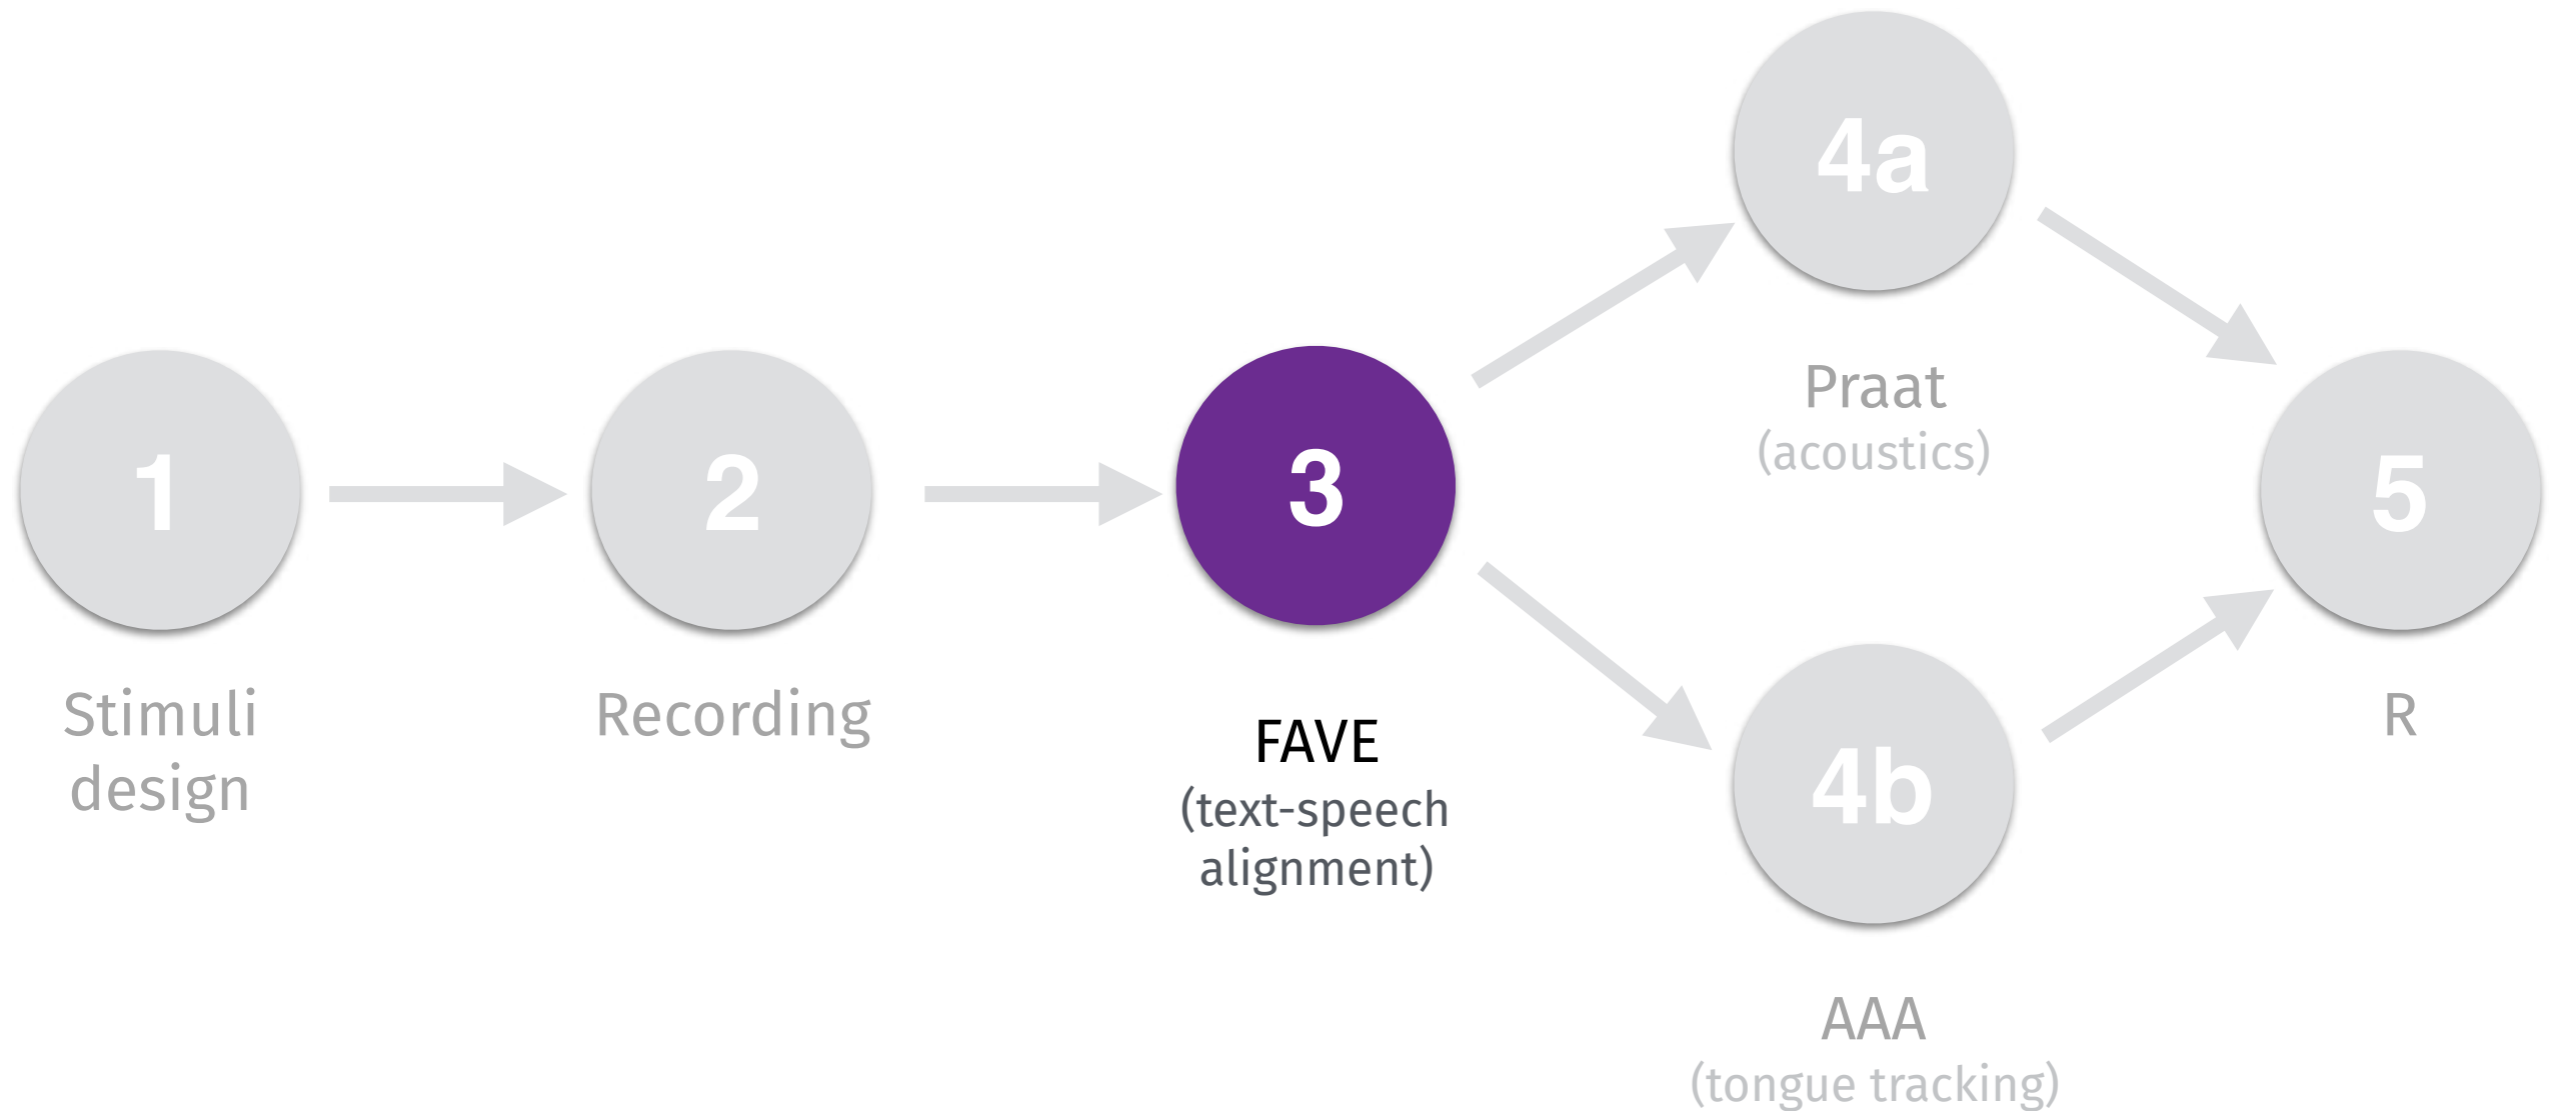 1
Stimuli
design
2
Recording
3
FAVE
(text-speech
alignment)
4a
Praat
(acoustics)
4b
AAA
(tongue tracking)
5
R